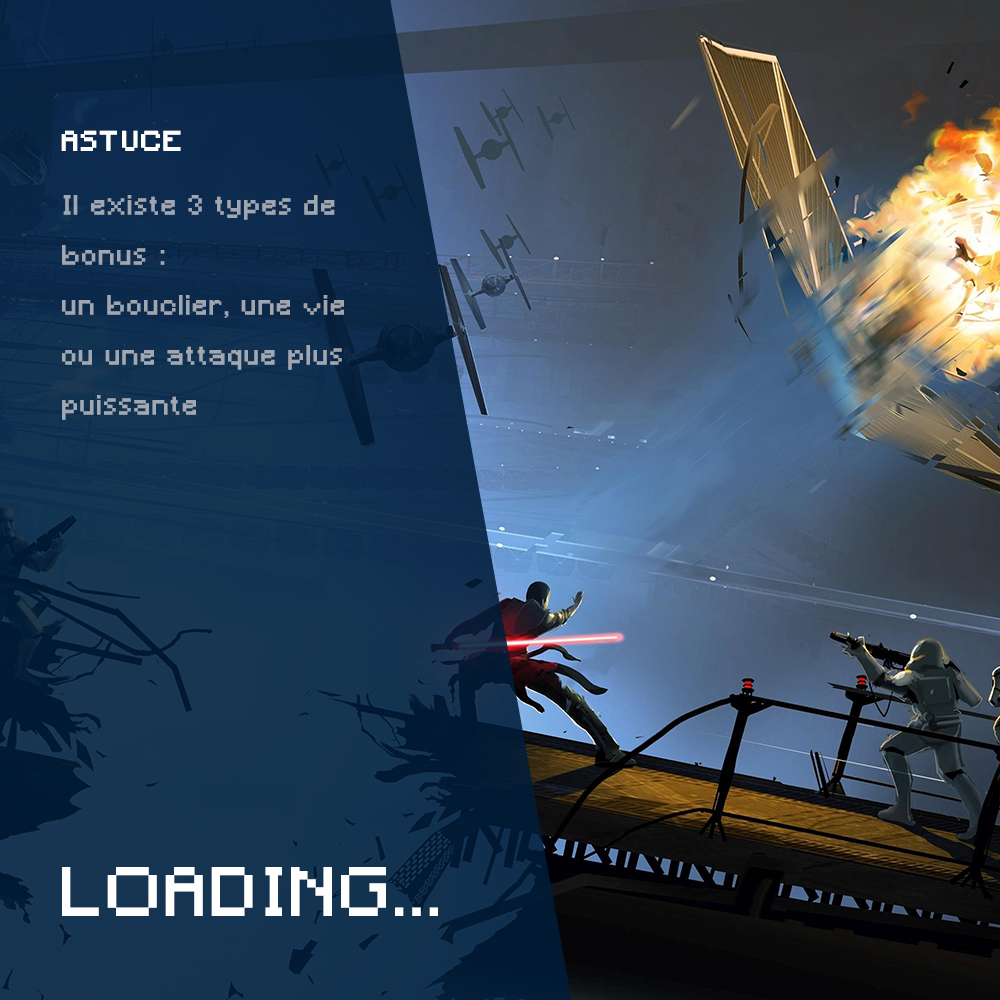 ASTUCE
Il existe 3 types de
bonus :
un bouclier, une vie
ou une attaque plus
puissante
LOADING...